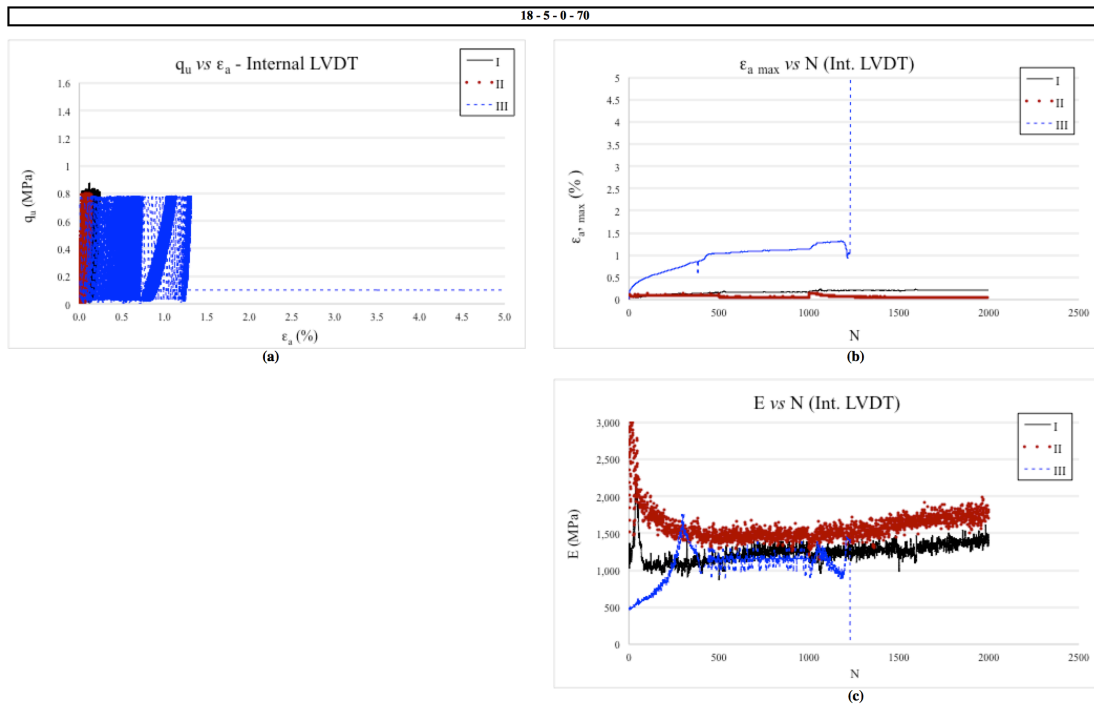 18 - 5 - 0 - 70
qu vs εa - Internal LVDT
I
II
III
1.6
1.4
1.2
1
0.8
0.6
0.4
0.2
0
qu (MPa)
0.0 0.5 1.0 1.5 2.0 2.5 3.0 3.5 4.0 4.5 5.0
εa (%)
(a)
εa max vs N (Int. LVDT)
I
II
III
5
4.5
4
3.5
3
2.5
2
1.5
1
0.5
0
εa, max (%)
0 500 1000 1500 2000 2500
N
(b)
E vs N (Int. LVDT)
I
II
III
3,000
2,500
2,000
1,500
1,000
500
0
E (MPa)
0 500 1000 1500 2000 2500
N
(c)